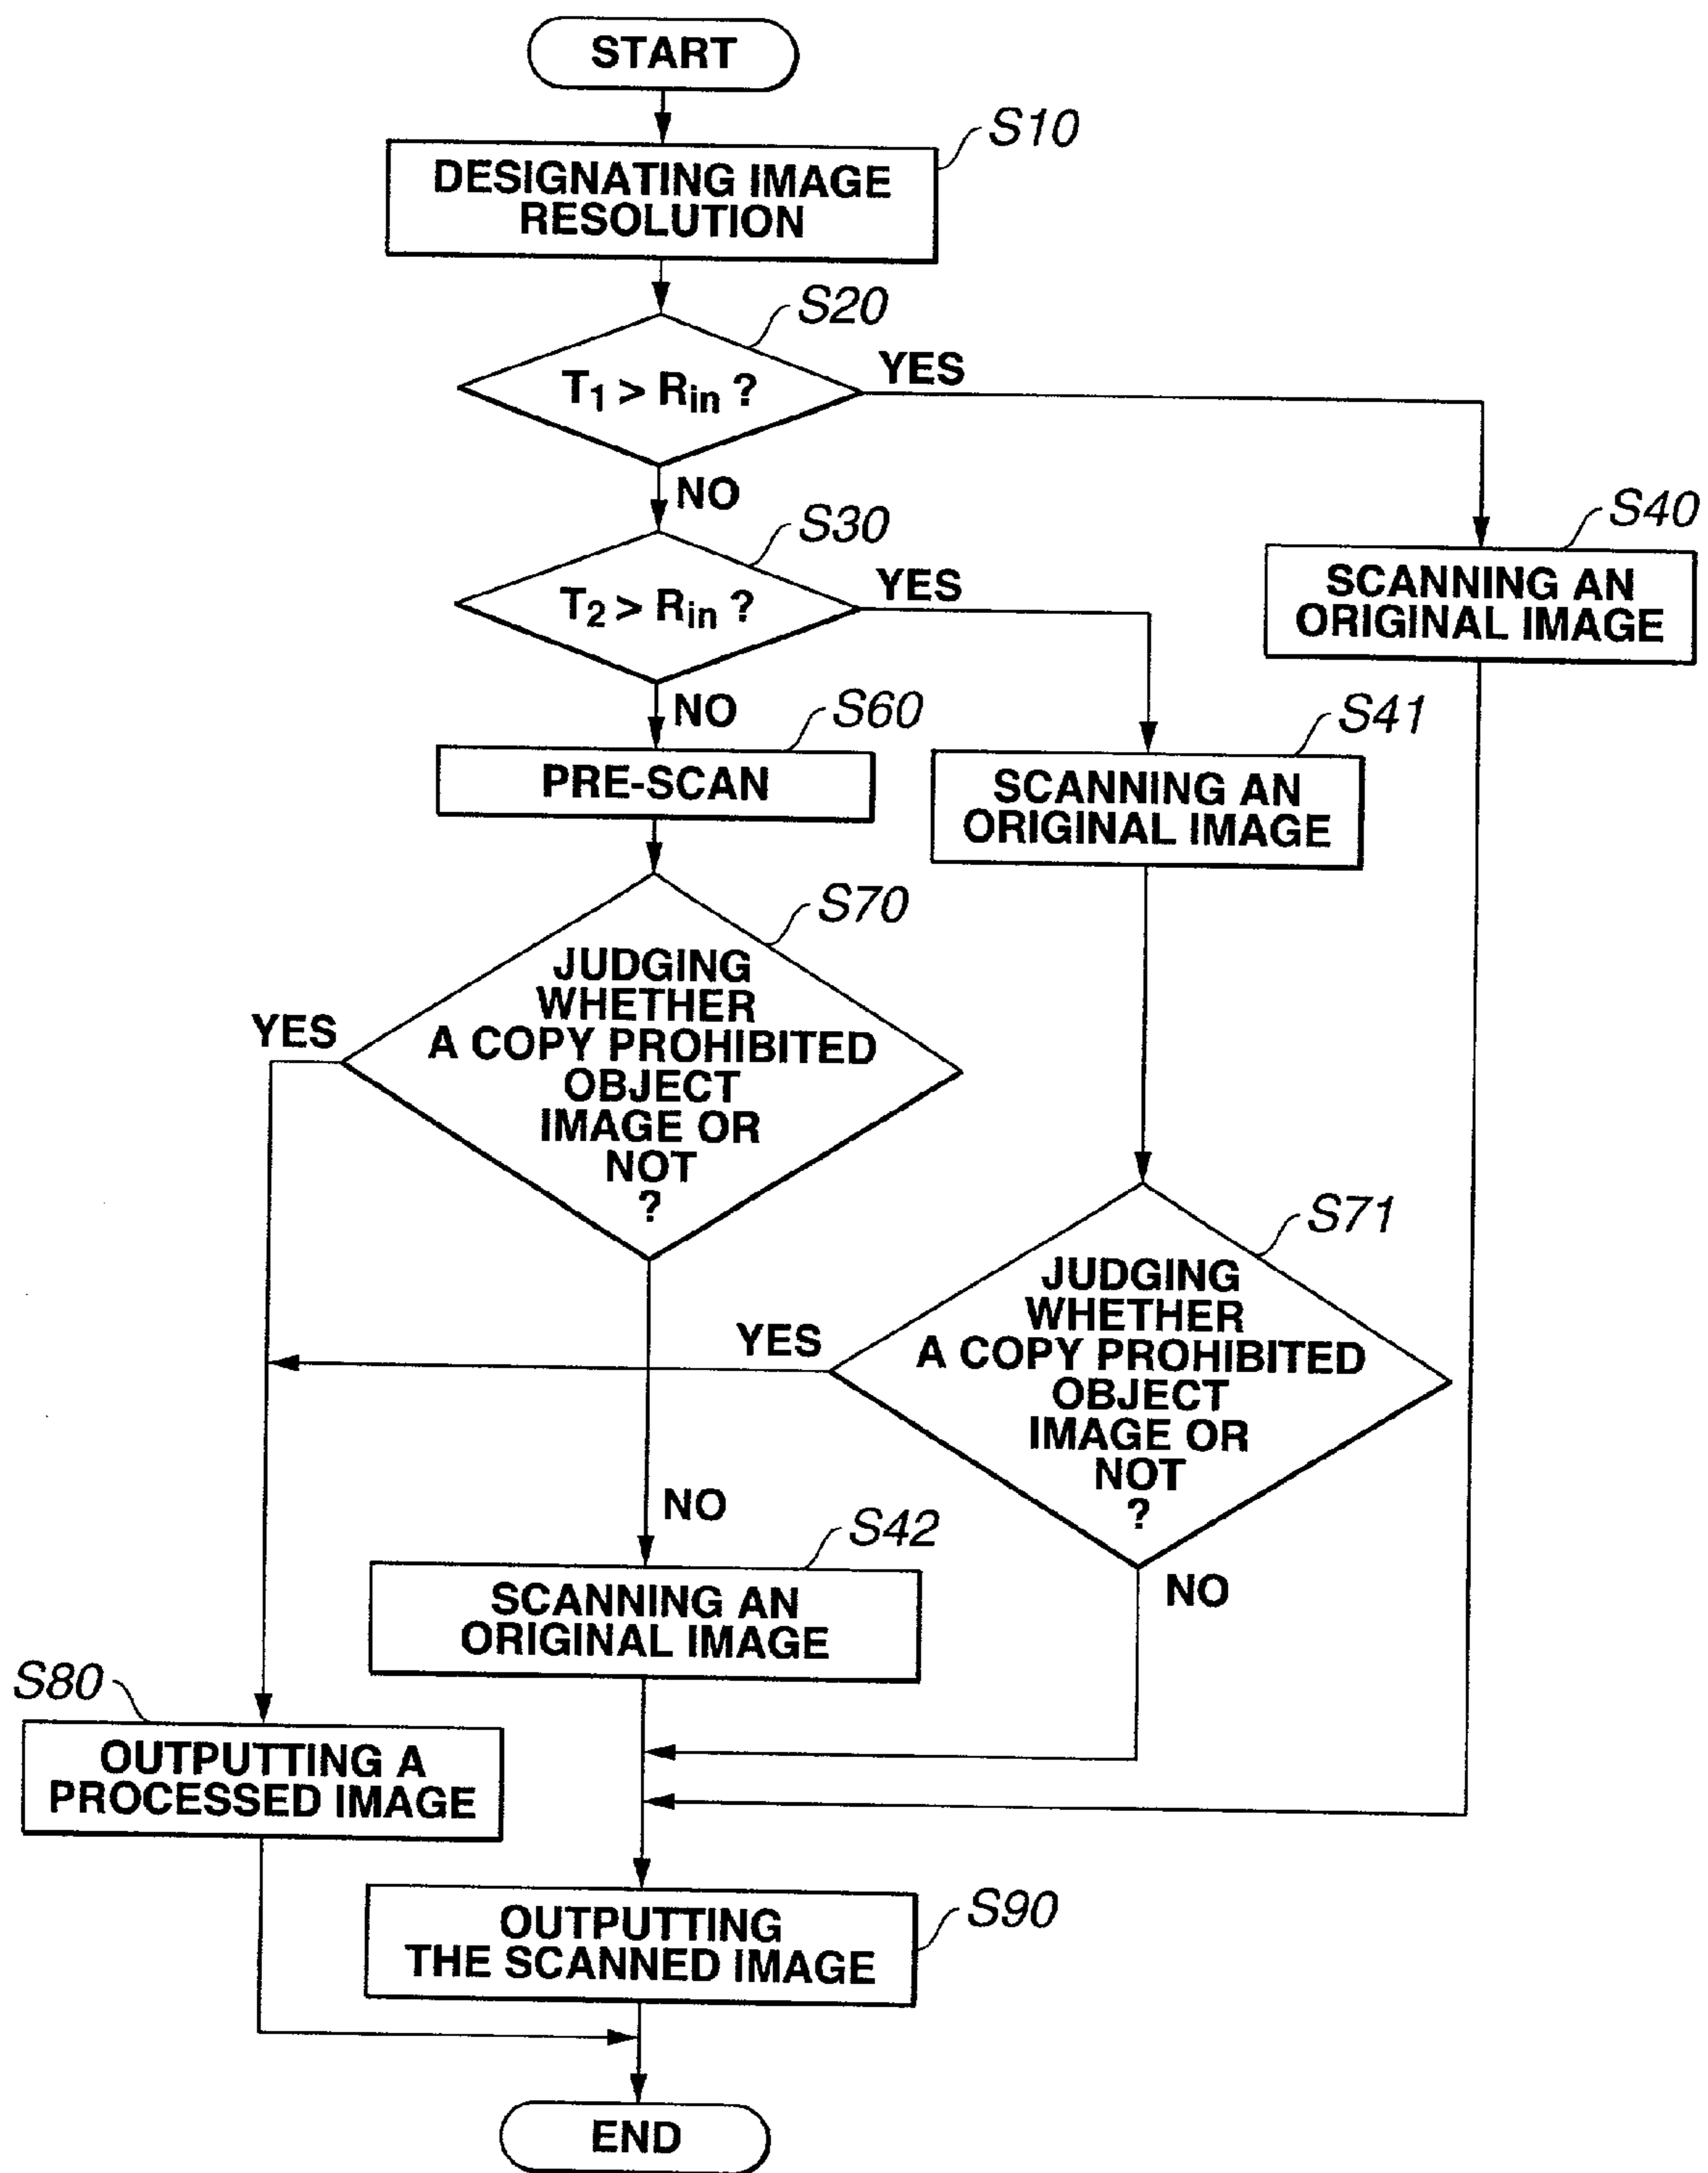 START
S10
DESIGNATING IMAGE
RESOLUTION
S20
T1 > Rin ?
YES
NO
S30
T2 > Rin ?
YES
NO
S40
SCANNING AN
ORIGINAL IMAGE
S60
PRE-SCAN
S41
SCANNING AN
ORIGINAL IMAGE
S70
JUDGING
WHETHER
A COPY PROHIBITED
OBJECT
IMAGE OR
NOT
?
YES
NO
S71
JUDGING
WHETHER
A COPY PROHIBITED
OBJECT
IMAGE OR
NOT
?
YES
NO
S42
SCANNING AN
ORIGINAL IMAGE
S80
OUTPUTTING A
PROCESSED IMAGE
S90
OUTPUTTING
THE SCANNED IMAGE
END